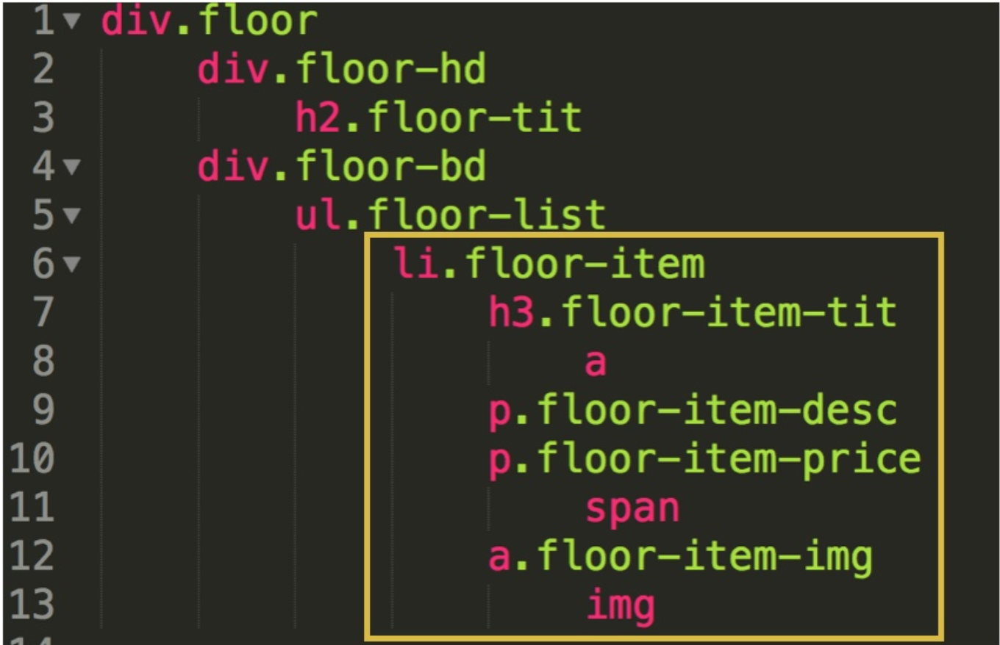 1 div.floor
2 div.floor-hd
3 h2.floor-tit
4 div.floor-bd
5 ul.floor-list
6 li.floor-item
7 h3.floor-item-tit
8 a
9 p.floor-item-desc
10 p.floor-item-price
11 span
12 a.floor-item-img
13 img
14